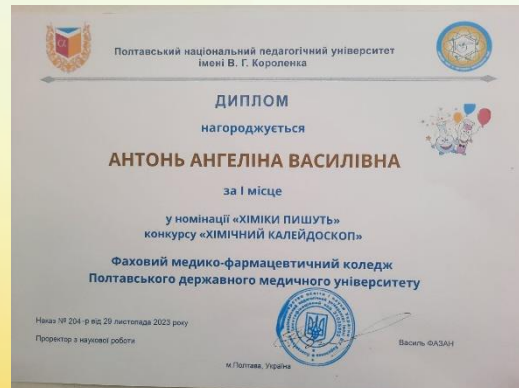 Полтавський національний педагогічний університет
імені В. Г. Короленка
ДИПЛОМ
нагороджується
АНТОНЬ АНГЕЛІНА ВАСИЛІВНА
за І місце
у номінації «ХІМІКИ ПИШУТЬ»
конкурсу «ХІМІЧНИЙ КАЛЕЙДОСКОП»
Фаховий медико-фармацевтичний коледж
Полтавського державного медичного університету
Наказ № 204-р від 29 листопада 2023 року
Проректор з наукової роботи
Василь ФАЗАН
м.Полтава, Україна